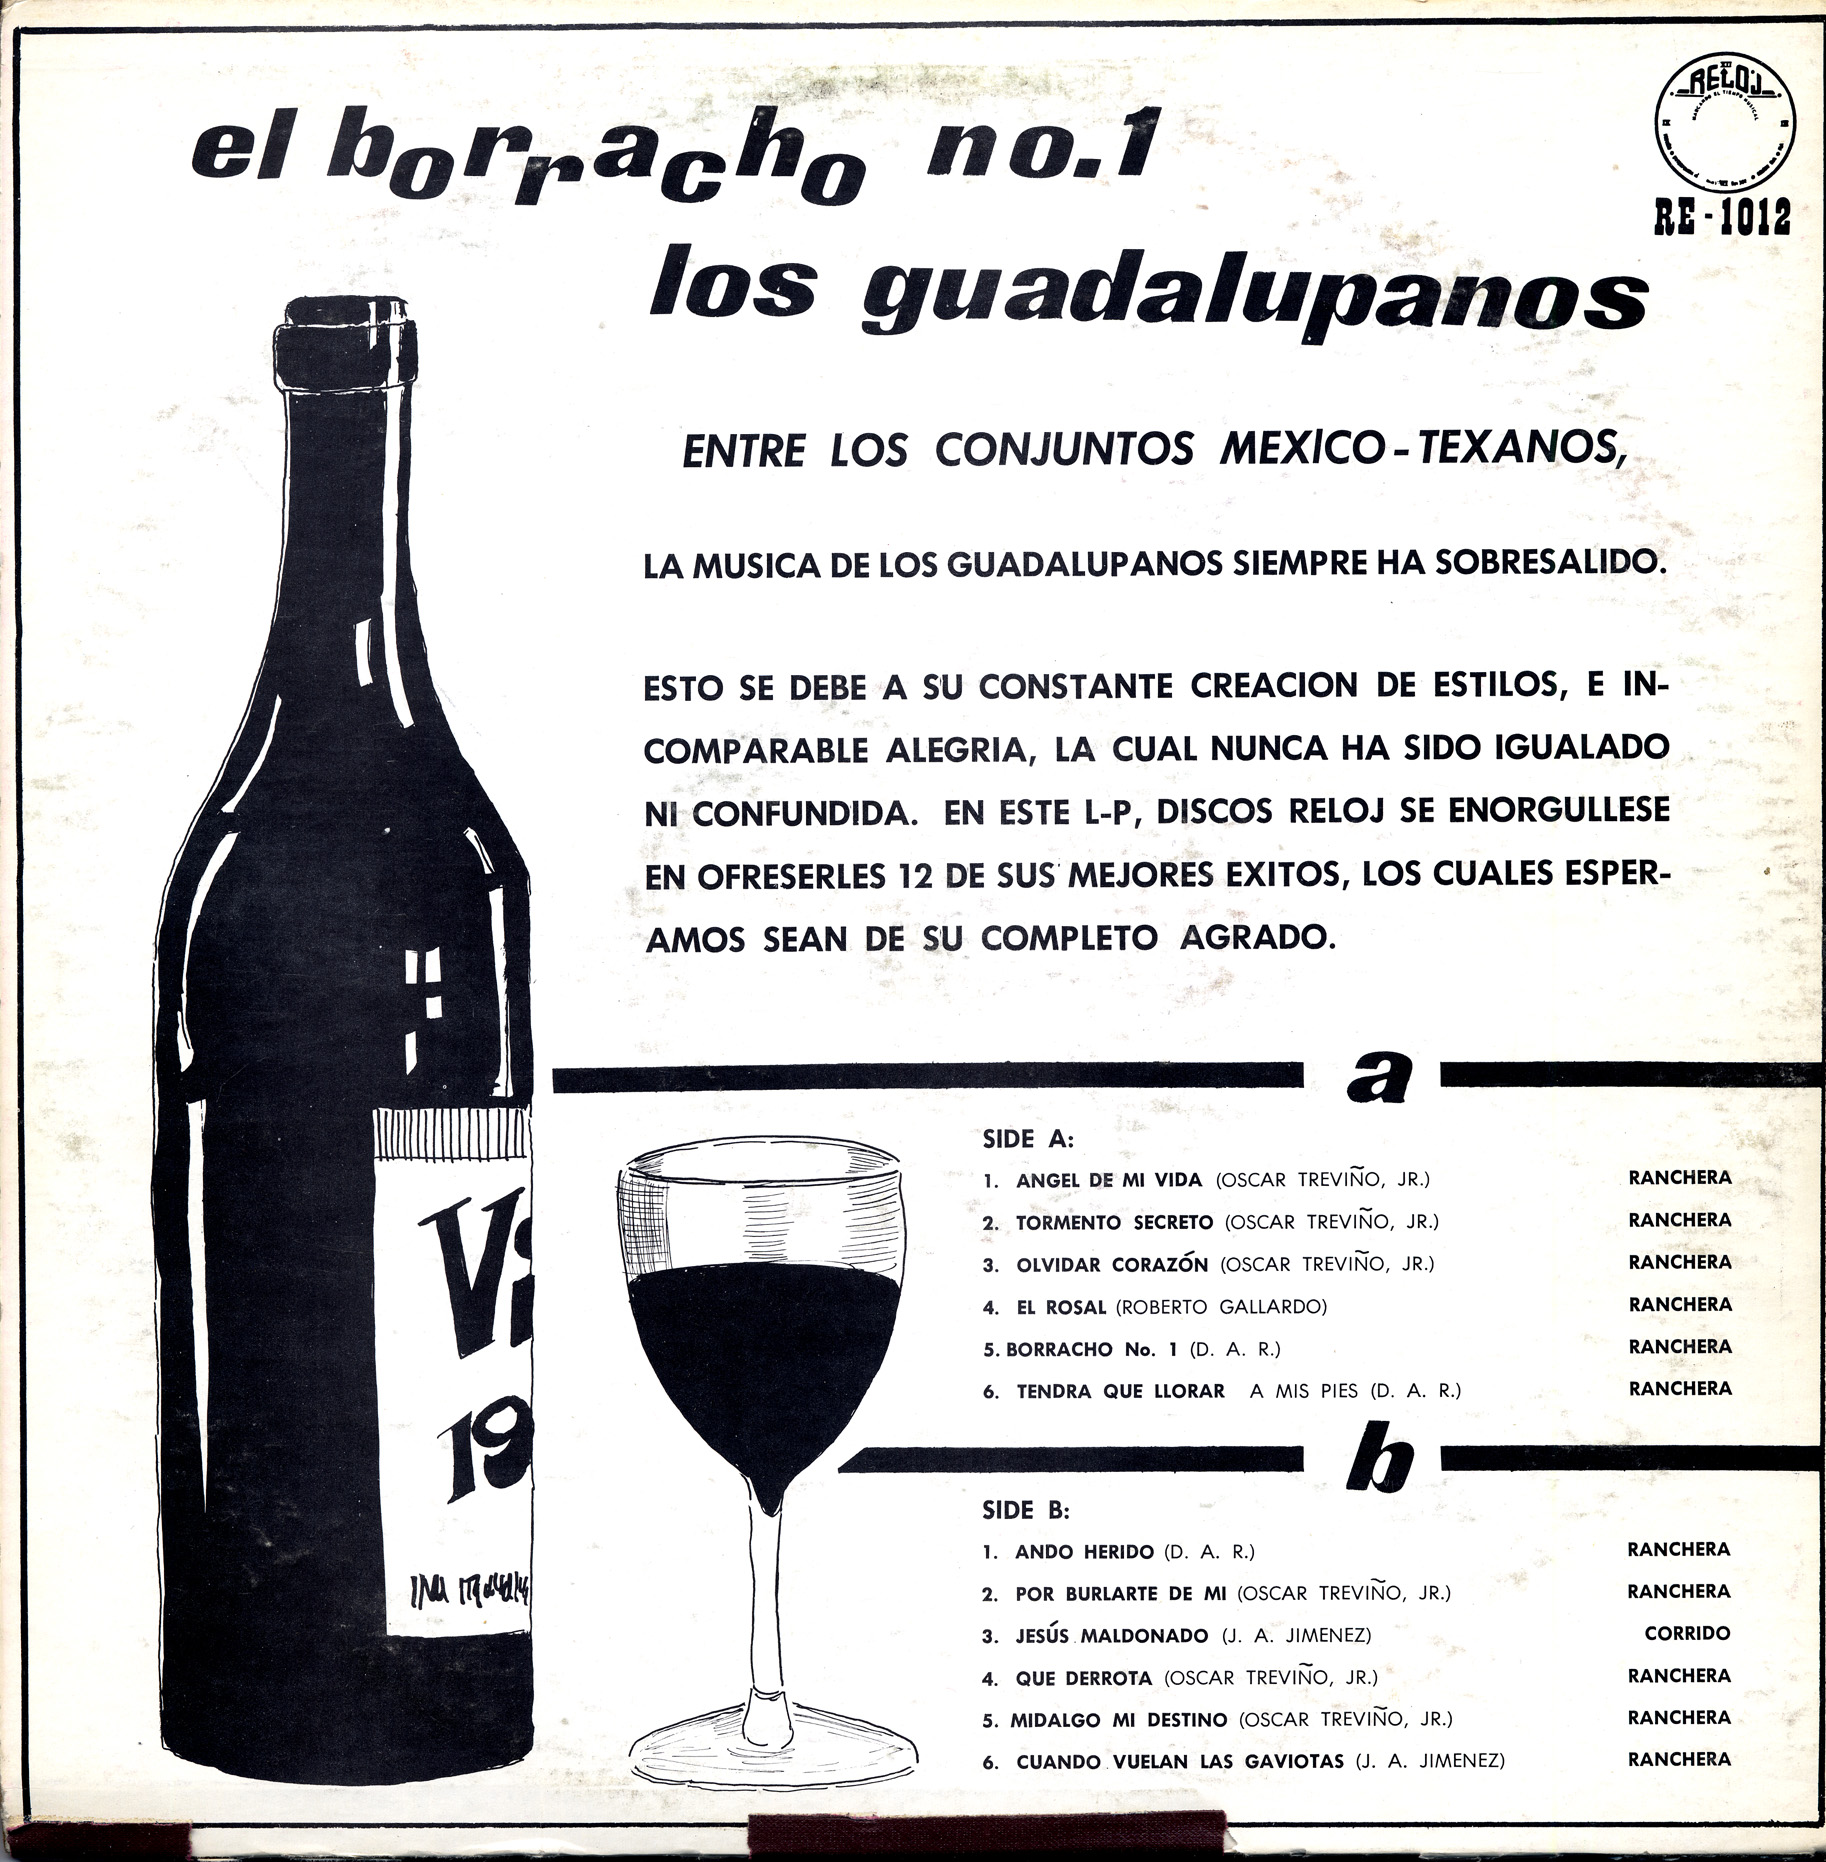 el borracho no.1
RELOJ
MARCANDO EL TIEMPO MUSICAL
RE-1012
los guadalupanos
ENTRE LOS CONJUNTOS MEXICO-TEXANOS,
LA MUSICA DE LOS GUADALUPANOS SIEMPRE HA SOBRESALIDO.
ESTO SE DEBE A SU CONSTANTE CREACION DE ESTILOS, E IN-
COMPARABLE ALEGRIA, LA CUAL NUNCA HA SIDO IGUALADO
NI CONFUNDIDA. EN ESTE L-P, DISCOS RELOJ SE ENORGULLESE
EN OFRESERLES 12 DE SUS MEJORES EXITOS, LOS CUALES ESPER-
AMOS SEAN DE SU COMPLETO AGRADO.
Vi
19
a
SIDE A:
1. ANGEL DE MI VIDA (OSCAR TREVIÑO, JR.) RANCHERA
2. TORMENTO SECRETO (OSCAR TREVIÑO, JR.) RANCHERA
3. OLVIDAR CORAZÓN (OSCAR TREVIÑO, JR.) RANCHERA
4. EL ROSAL (ROBERTO GALLARDO) RANCHERA
5. BORRACHO No. 1 (D. A. R.) RANCHERA
6. TENDRA QUE LLORAR A MIS PIES (D. A. R.) RANCHERA
b
SIDE B:
1. ANDO HERIDO (D. A. R.) RANCHERA
2. POR BURLARTE DE MI (OSCAR TREVIÑO, JR.) RANCHERA
3. JESÚS MALDONADO (J. A. JIMENEZ) CORRIDO
4. QUE DERROTA (OSCAR TREVIÑO, JR.) RANCHERA
5. MIDALGO MI DESTINO (OSCAR TREVIÑO, JR.) RANCHERA
6. CUANDO VUELAN LAS GAVIOTAS (J. A. JIMENEZ) RANCHERA